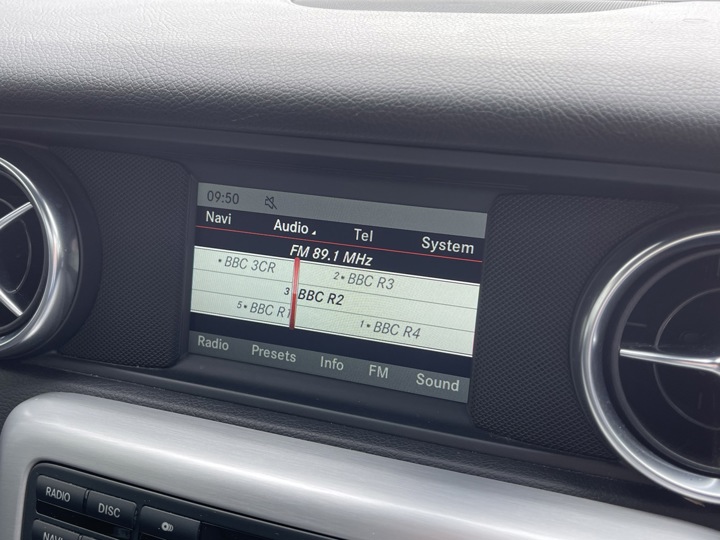 09:50
Navi Audio Tel System
FM 89.1 MHz
• BBC 3CR 2 • BBC R3
3 BBC R2
5 • BBC R1 1 • BBC R4
Radio Presets Info FM Sound
RADIO DISC